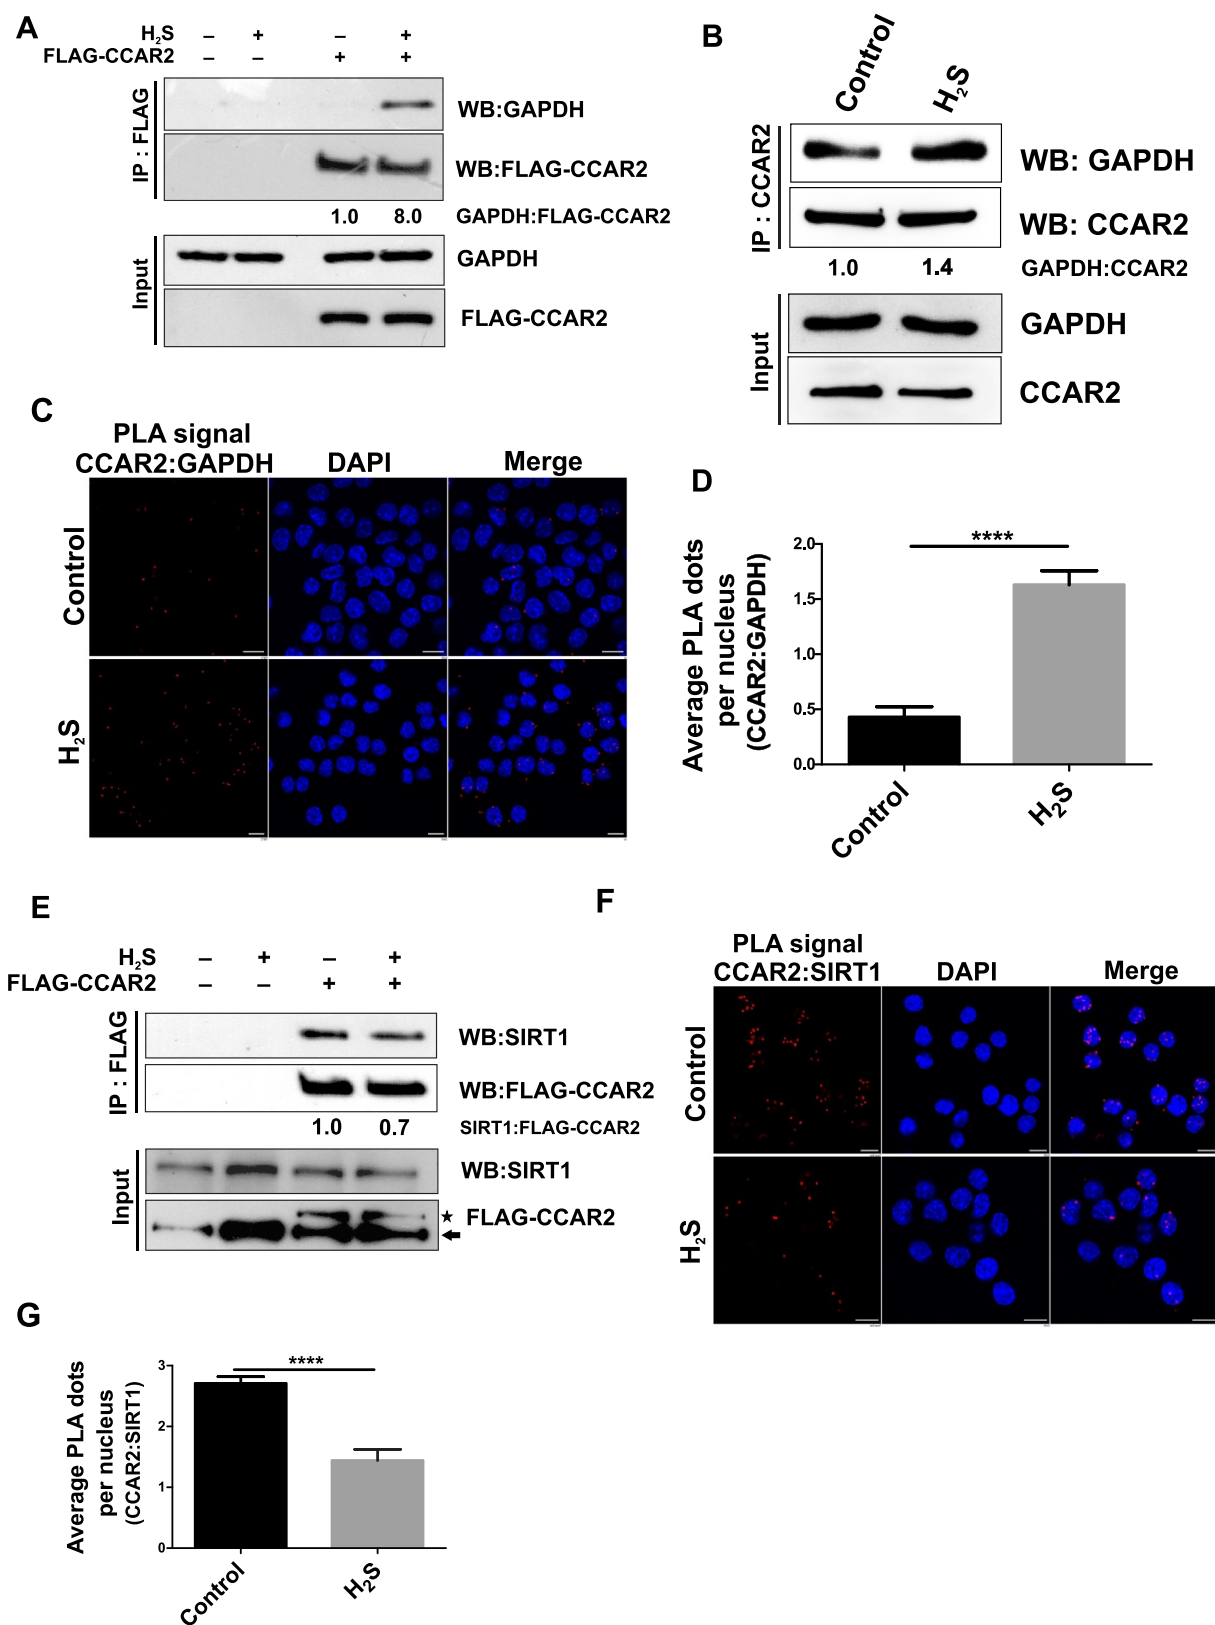 A
H2S – + – +
FLAG-CCAR2 – – + +
IP : FLAG
WB:GAPDH
WB:FLAG-CCAR2
1.0 8.0 GAPDH:FLAG-CCAR2
Input
GAPDH
FLAG-CCAR2
B
Control H2S
IP : CCAR2
WB: GAPDH
WB: CCAR2
1.0 1.4 GAPDH:CCAR2
Input
GAPDH
CCAR2
C
PLA signal
CCAR2:GAPDH DAPI Merge
Control
H2S
D
Average PLA dots
per nucleus
(CCAR2:GAPDH)
2.0
1.5
1.0
0.5
0.0
****
Control H2S
E
H2S – + – +
FLAG-CCAR2 – – + +
IP : FLAG
WB:SIRT1
WB:FLAG-CCAR2
1.0 0.7 SIRT1:FLAG-CCAR2
Input
WB:SIRT1
★ FLAG-CCAR2
F
PLA signal
CCAR2:SIRT1 DAPI Merge
Control
H2S
G
Average PLA dots
per nucleus
(CCAR2:SIRT1)
3
2
1
0
****
Control H2S